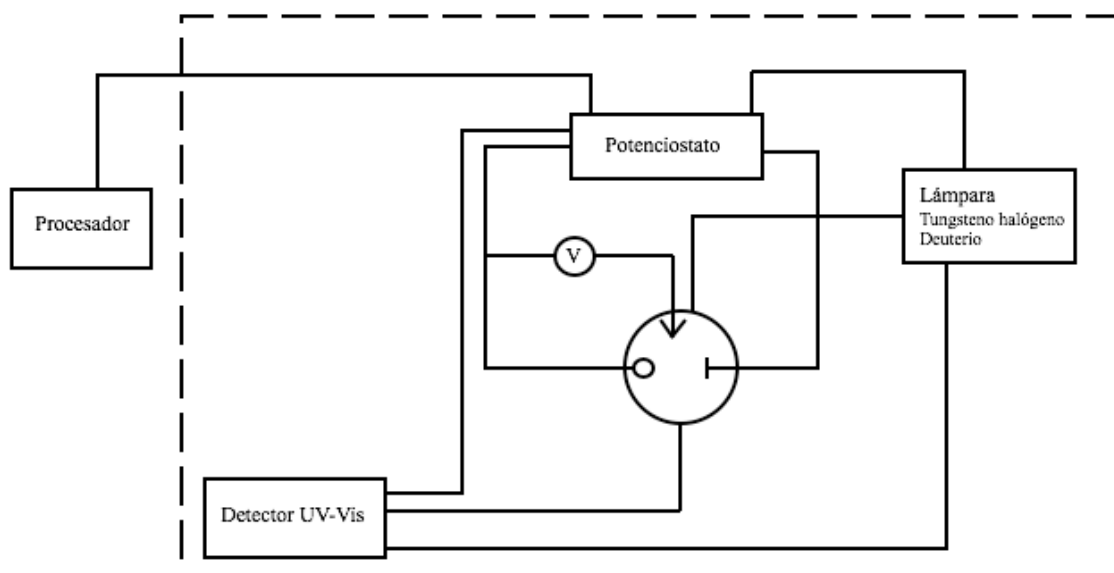 Potenciostato
Procesador
Lámpara
Tungsteno halógeno
Deuterio
V
Detector UV-Vis